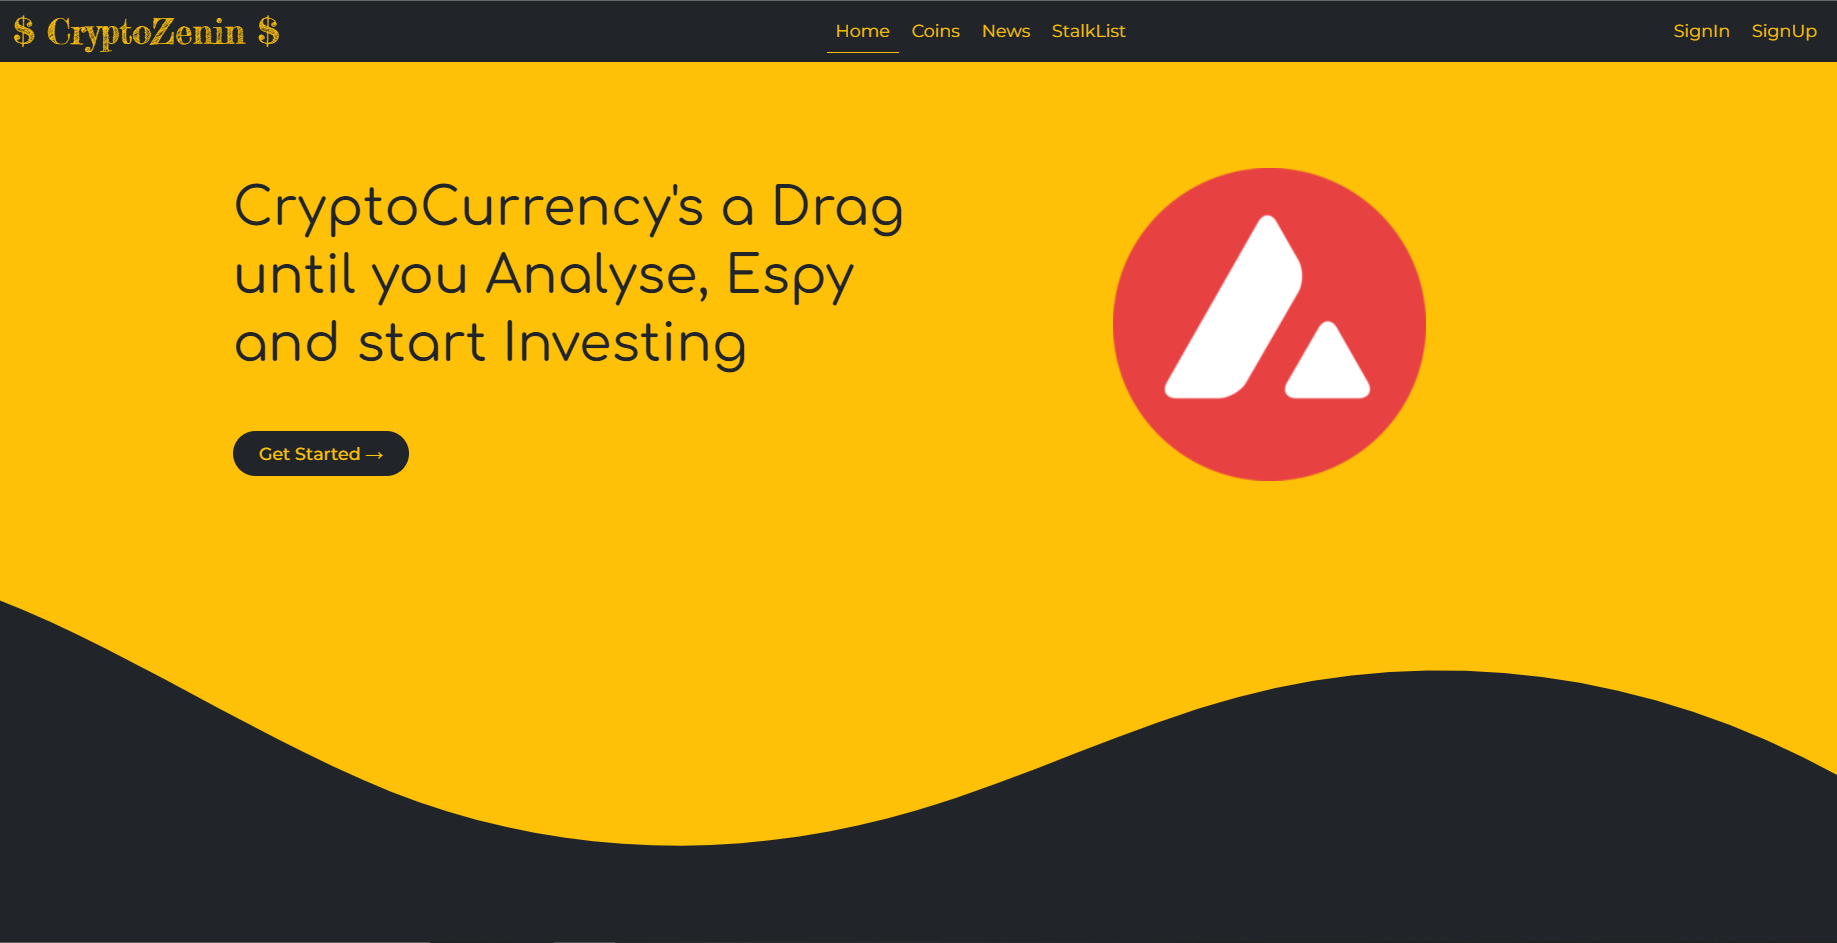 $ CryptoZenin $
Home Coins News StalkList
SignIn SignUp
CryptoCurrency's a Drag
until you Analyse, Espy
and start Investing
Get Started →